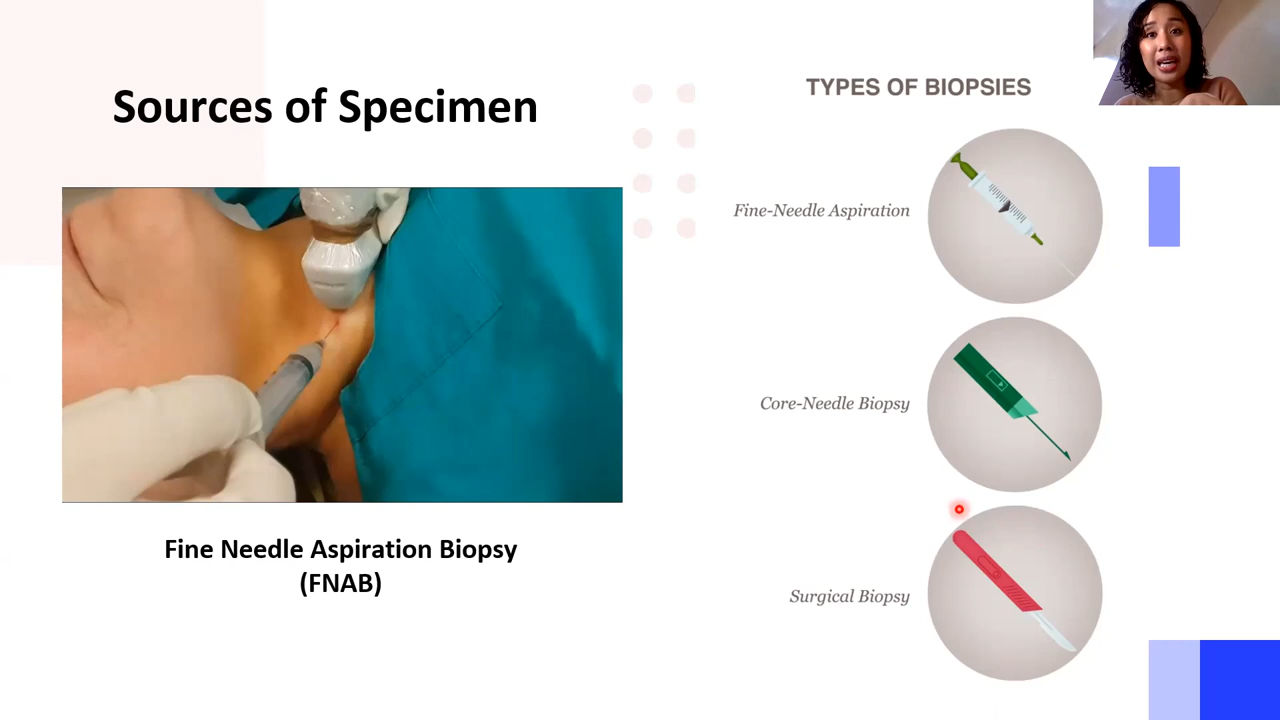 Sources of Specimen
Fine Needle Aspiration Biopsy
(FNAB)
TYPES OF BIOPSIES
Fine-Needle Aspiration
Core-Needle Biopsy
Surgical Biopsy